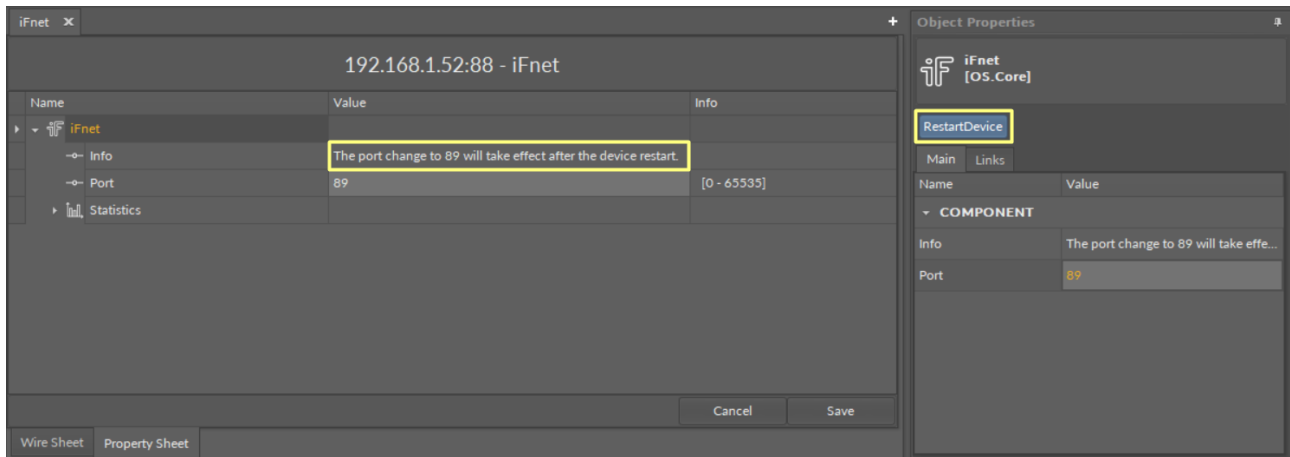 iFnet
192.168.1.52:88 - iFnet
Name Value Info
iFnet
Info The port change to 89 will take effect after the device restart.
Port 89 [0 - 65535]
Statistics
Cancel Save
Wire Sheet Property Sheet
Object Properties
iFnet
[OS.Core]
RestartDevice
Main Links
Name Value
COMPONENT
Info The port change to 89 will take effe...
Port 89